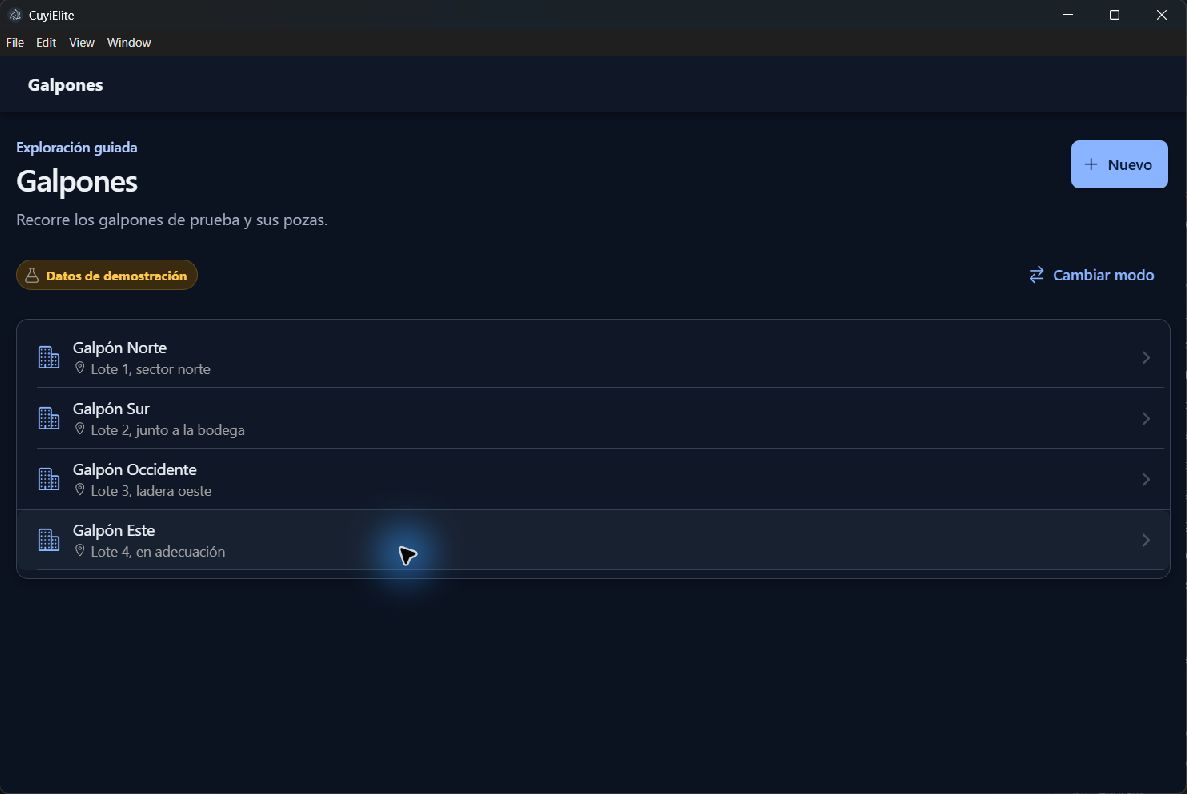 CuyiElite
File Edit View Window
Galpones
Exploración guiada
Galpones
Nuevo
Recorre los galpones de prueba y sus pozas.
Datos de demostración
Cambiar modo
Galpón Norte
Lote 1, sector norte
Galpón Sur
Lote 2, junto a la bodega
Galpón Occidente
Lote 3, ladera oeste
Galpón Este
Lote 4, en adecuación